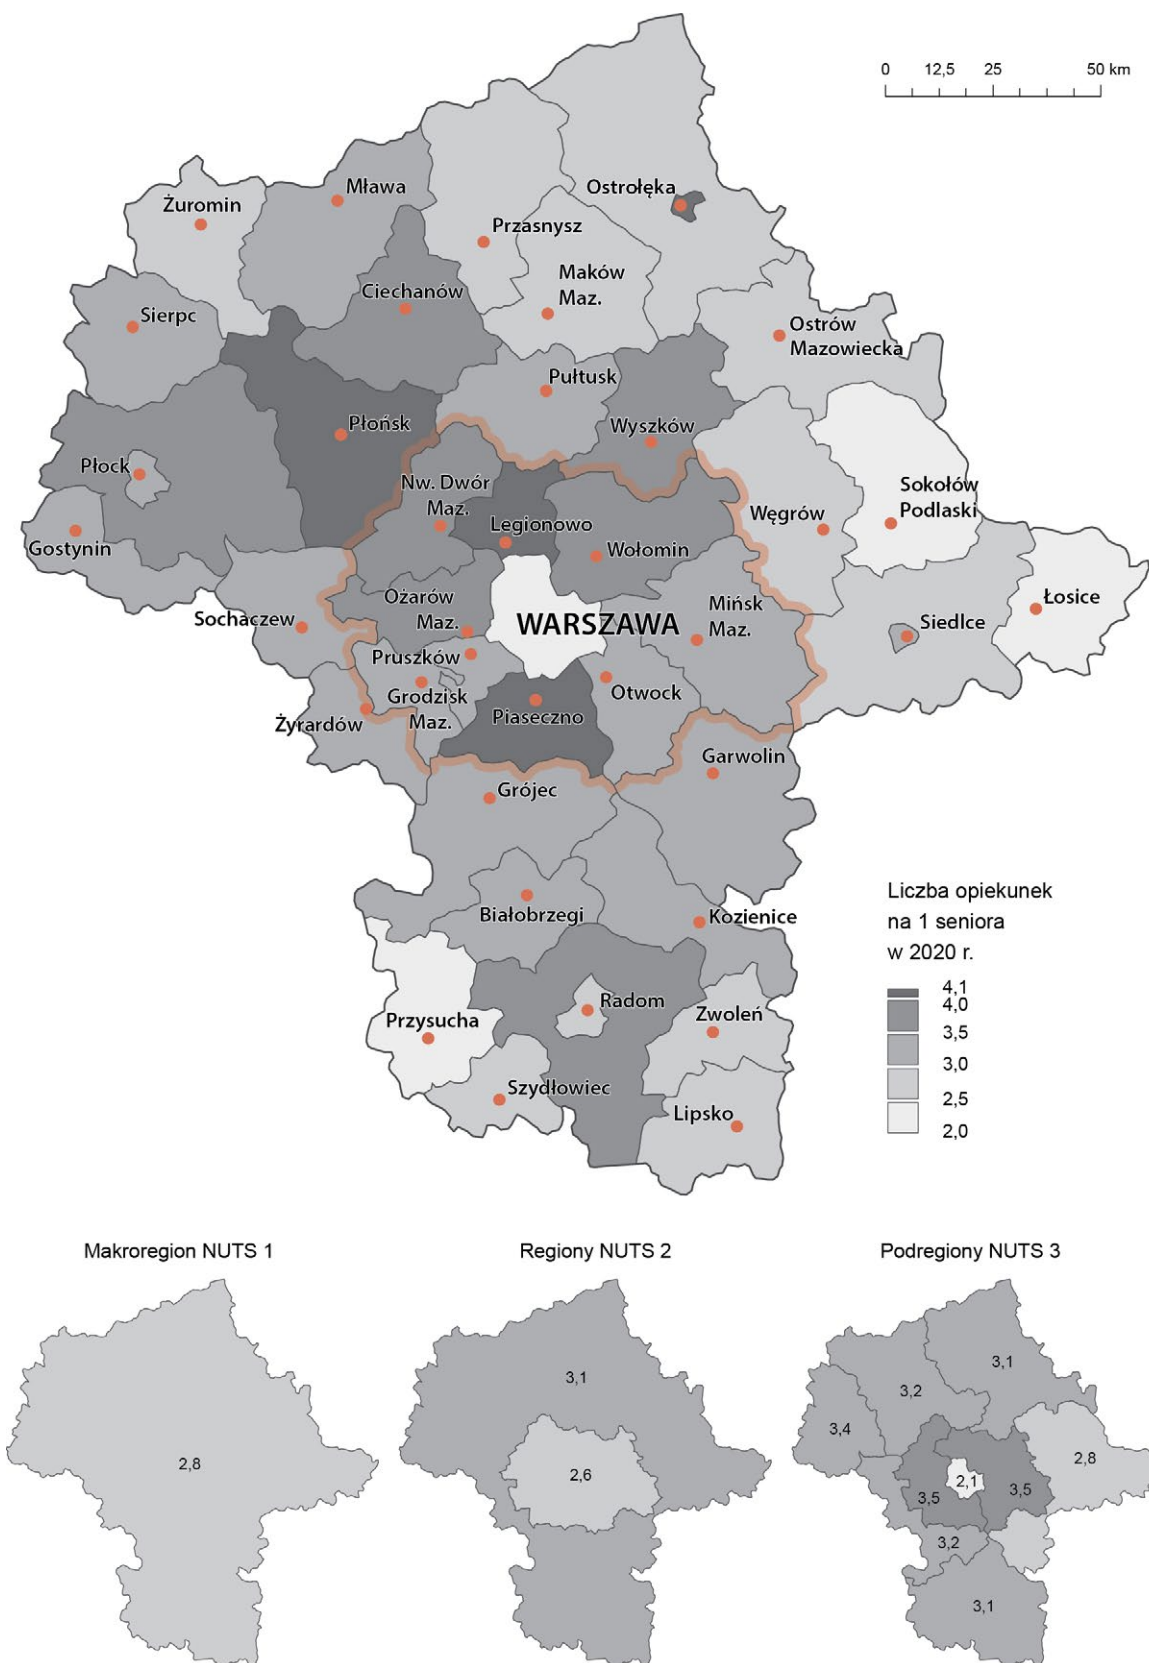 0 12,5 25 50 km
Mława
Żuromin
Ostrołęka
Przasnysz
Maków
Maz.
Ciechanów
Sierpc
Ostrów
Mazowiecka
Pułtusk
Płońsk
Wyszków
Płock
Nw. Dwór
Maz.
Sokołów
Podlaski
Węgrów
Legionowo
Gostynin
Wołomin
Ożarów
Maz.
Łosice
Sochaczew
WARSZAWA
Mińsk
Maz.
Siedlce
Pruszków
Otwock
Grodzisk
Maz.
Piaseczno
Żyrardów
Garwolin
Grójec
Białobrzegi
Kozienice
Radom
Zwoleń
Przysucha
Szydłowiec
Lipsko
Liczba opiekunek
na 1 seniora
w 2020 r.
4,1
4,0
3,5
3,0
2,5
2,0
Makroregion NUTS 1
2,8
Regiony NUTS 2
3,1
2,6
Podregiony NUTS 3
3,1
3,2
3,4
2,8
2,1
3,5
3,5
3,2
3,1